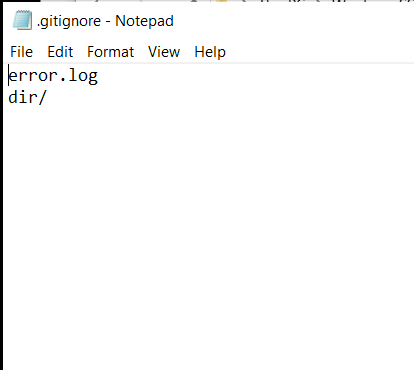 .gitignore - Notepad
File Edit Format View Help
error.log
dir/